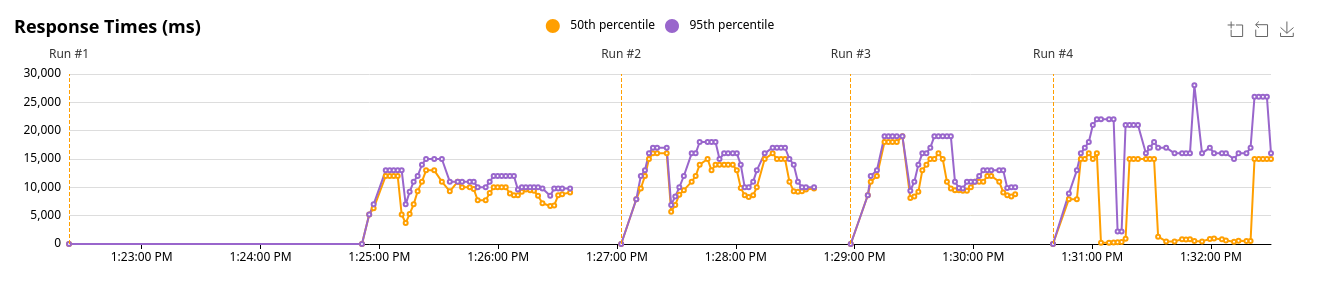 Response Times (ms)
50th percentile
95th percentile
Run #1
Run #2
Run #3
Run #4
30,000
25,000
20,000
15,000
10,000
5,000
0
1:23:00 PM
1:24:00 PM
1:25:00 PM
1:26:00 PM
1:27:00 PM
1:28:00 PM
1:29:00 PM
1:30:00 PM
1:31:00 PM
1:32:00 PM